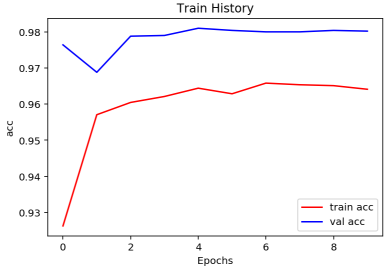 Train History
0.98
0.97
0.96
0.95
0.94
0.93
acc
train acc
val acc
0 2 4 6 8
Epochs